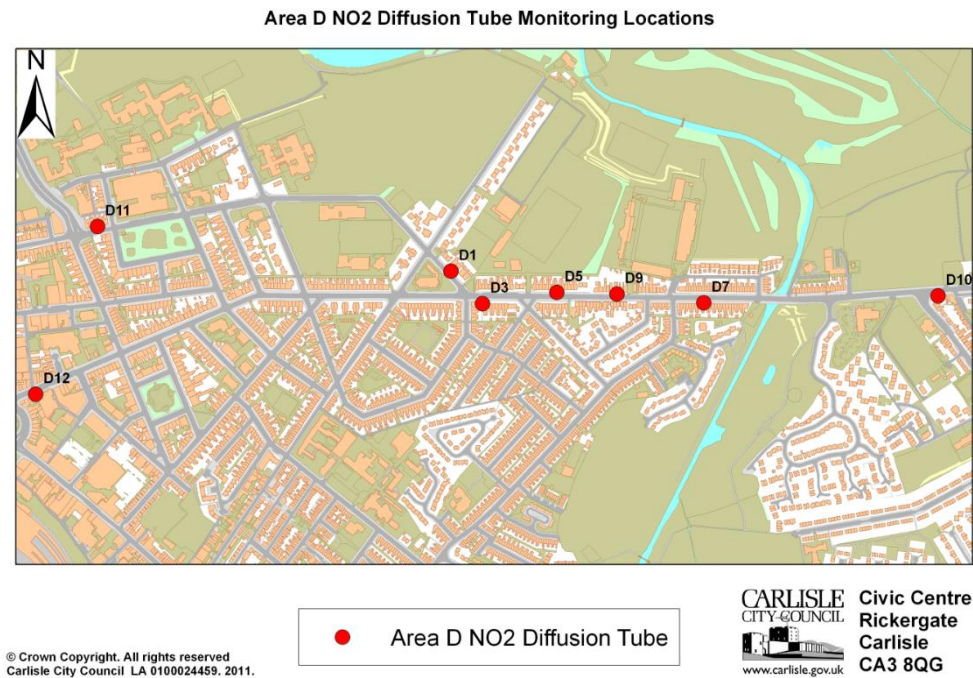 Area D NO2 Diffusion Tube Monitoring Locations
N
D11
D1
D5
D9
D3
D7
D10
D12
Area D NO2 Diffusion Tube
© Crown Copyright. All rights reserved
Carlisle City Council LA 0100024459. 2011.
CARLISLE
CITY-COUNCIL
www.carlisle.gov.uk
Civic Centre
Rickergate
Carlisle
CA3 8QG